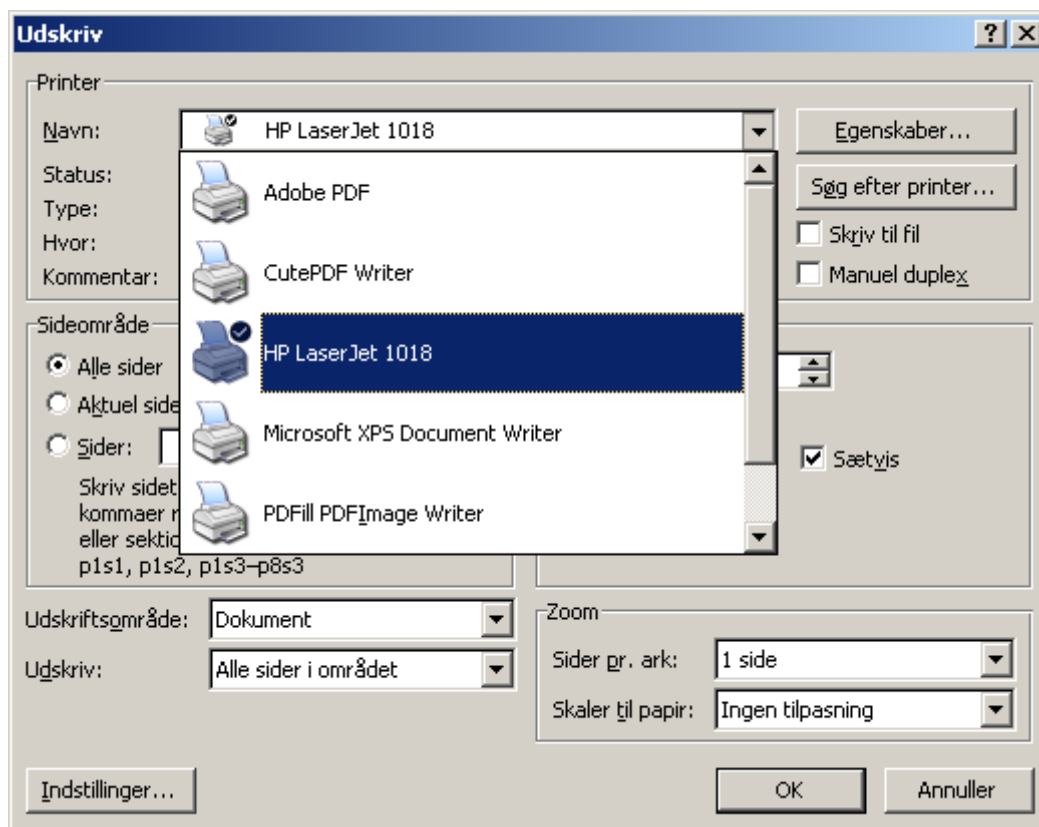 Udskriv
Printer
Navn:
HP LaserJet 1018
Egenskaber...
Status:
Søg efter printer...
Type:
Hvor:
Skriv til fil
Kommentar:
Manuel duplex
Adobe PDF
CutePDF Writer
HP LaserJet 1018
Microsoft XPS Document Writer
PDFill PDFImage Writer
Sideområde
Alle sider
Aktuel side
Sider:
Skriv
kommaer
eller
p1s1, p1s2, p1s3–p8s3
Sætvis
Udskriftsområde:
Dokument
Udskriv:
Alle sider i området
Zoom
Sider pr. ark:
1 side
Skaler til papir:
Ingen tilpasning
Indstillinger...
OK
Annuller